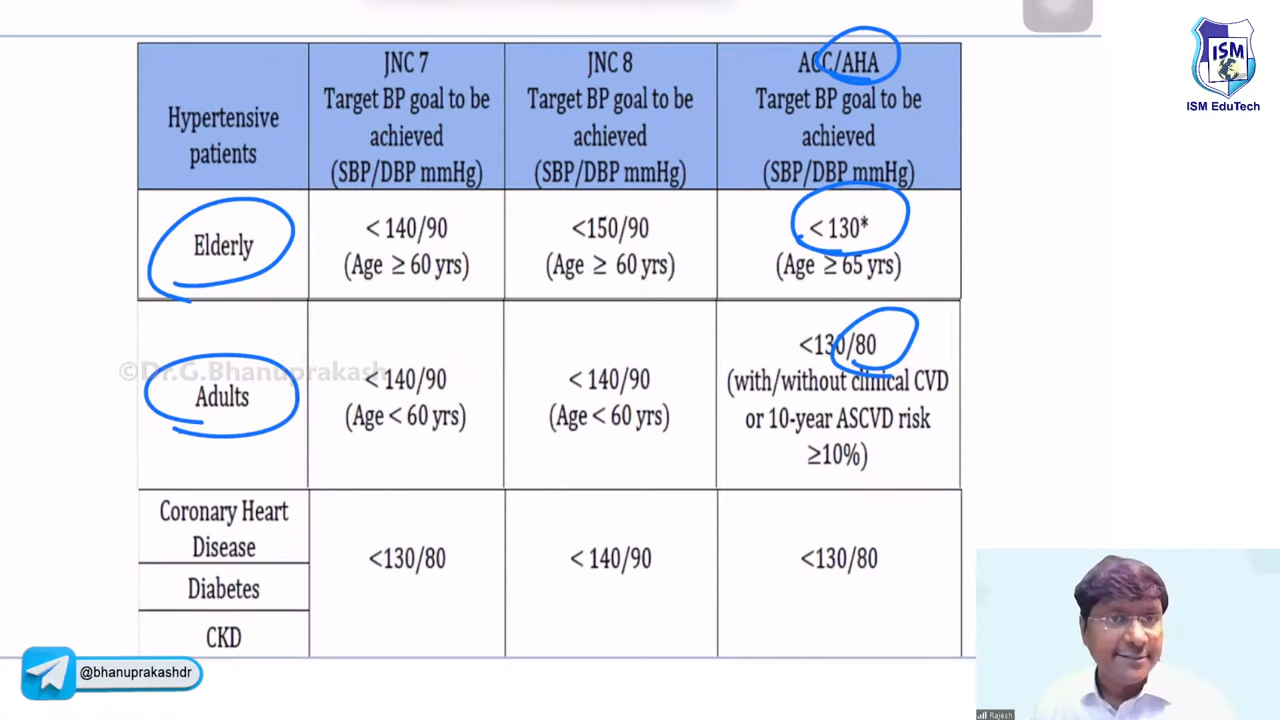 ISM
ISM EduTech
Hypertensive
patients
JNC 7
Target BP goal to be
achieved
(SBP/DBP mmHg)
JNC 8
Target BP goal to be
achieved
(SBP/DBP mmHg)
ACC/AHA
Target BP goal to be
achieved
(SBP/DBP mmHg)
Elderly
< 140/90
(Age ≥ 60 yrs)
<150/90
(Age ≥ 60 yrs)
< 130*
(Age ≥ 65 yrs)
©Dr.G.Bhanuprakash
Adults
< 140/90
(Age < 60 yrs)
< 140/90
(Age < 60 yrs)
<130/80
(with/without clinical CVD
or 10-year ASCVD risk
≥10%)
Coronary Heart
Disease
Diabetes
CKD
<130/80
< 140/90
<130/80
@bhanuprakashdr
Rajesh